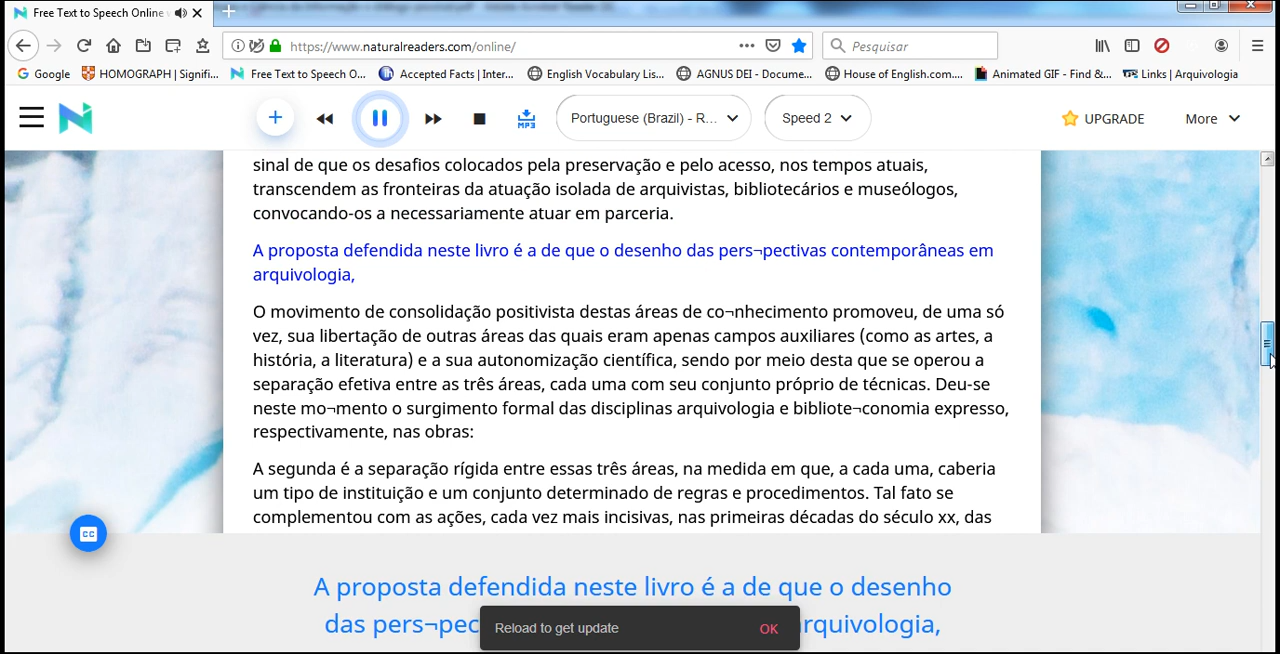 Free Text to Speech Online
https://www.naturalreaders.com/online/
Pesquisar
Google
HOMOGRAPH | Signifi...
Free Text to Speech O...
Accepted Facts | Inter...
English Vocabulary Lis...
AGNUS DEI - Docume...
House of English.com....
Animated GIF - Find &...
Links | Arquivologia
MP3
Portuguese (Brazil) - R...
Speed 2
UPGRADE
More
sinal de que os desafios colocados pela preservação e pelo acesso, nos tempos atuais,
transcendem as fronteiras da atuação isolada de arquivistas, bibliotecários e museólogos,
convocando-os a necessariamente atuar em parceria.
A proposta defendida neste livro é a de que o desenho das pers¬pectivas contemporâneas em
arquivologia,
O movimento de consolidação positivista destas áreas de co¬nhecimento promoveu, de uma só
vez, sua libertação de outras áreas das quais eram apenas campos auxiliares (como as artes, a
história, a literatura) e a sua autonomização científica, sendo por meio desta que se operou a
separação efetiva entre as três áreas, cada uma com seu conjunto próprio de técnicas. Deu-se
neste mo¬mento o surgimento formal das disciplinas arquivologia e bibliote¬conomia expresso,
respectivamente, nas obras:
A segunda é a separação rígida entre essas três áreas, na medida em que, a cada uma, caberia
um tipo de instituição e um conjunto determinado de regras e procedimentos. Tal fato se
complementou com as ações, cada vez mais incisivas, nas primeiras décadas do século xx, das
CC
A proposta defendida neste livro é a de que o desenho
das pers¬pec
rquivologia,
Reload to get update
OK